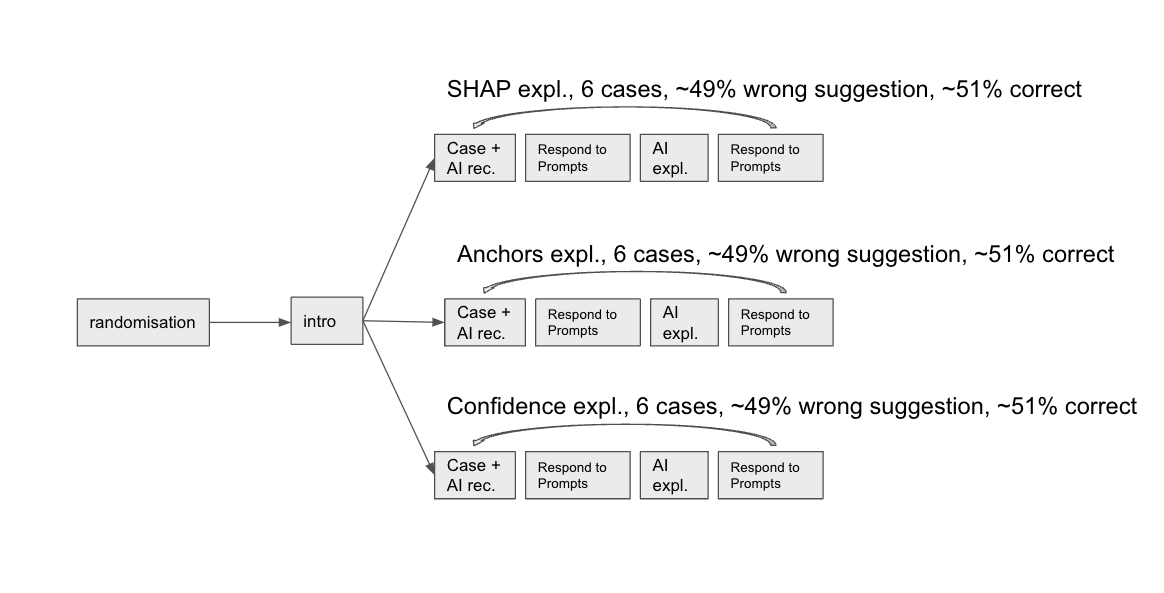 SHAP expl., 6 cases, ~49% wrong suggestion, ~51% correct
Case +
AI rec.
Respond to
Prompts
AI
expl.
Respond to
Prompts
Anchors expl., 6 cases, ~49% wrong suggestion, ~51% correct
randomisation
intro
Case +
AI rec.
Respond to
Prompts
AI
expl.
Respond to
Prompts
Confidence expl., 6 cases, ~49% wrong suggestion, ~51% correct
Case +
AI rec.
Respond to
Prompts
AI
expl.
Respond to
Prompts